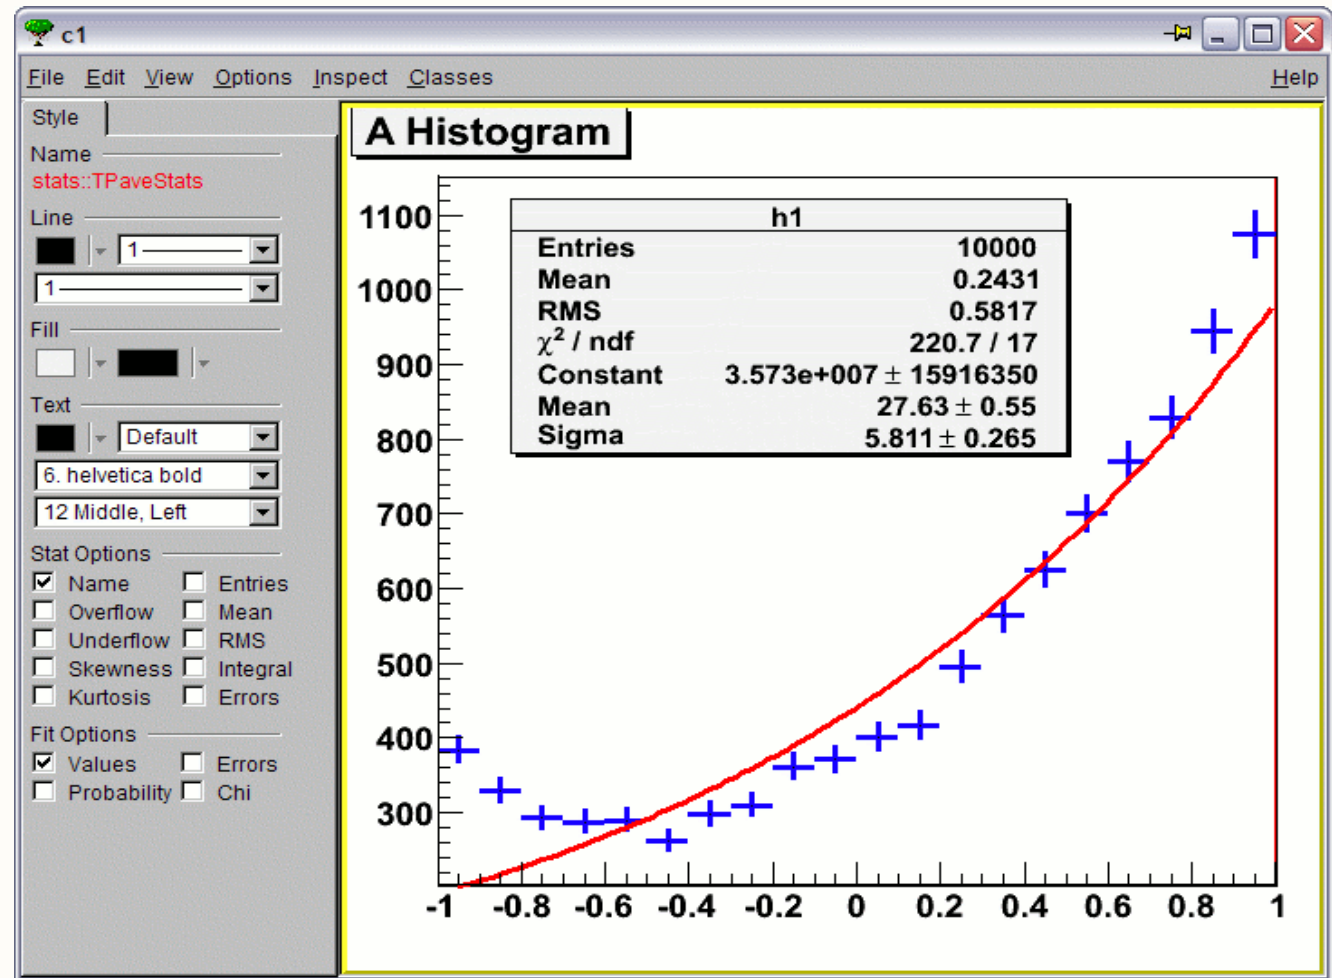 c1
File Edit View Options Inspect Classes Help
Style
Name
stats::TPaveStats
Line
1
1
Fill
Text
Default
6. helvetica bold
12 Middle, Left
Stat Options
Name Entries
Overflow Mean
Underflow RMS
Skewness Integral
Kurtosis Errors
Fit Options
Values Errors
Probability Chi
A Histogram
h1
Entries 10000
Mean 0.2431
RMS 0.5817
χ² / ndf 220.7 / 17
Constant 3.573e+007 ± 15916350
Mean 27.63 ± 0.55
Sigma 5.811 ± 0.265
1100
1000
900
800
700
600
500
400
300
-1 -0.8 -0.6 -0.4 -0.2 0 0.2 0.4 0.6 0.8 1